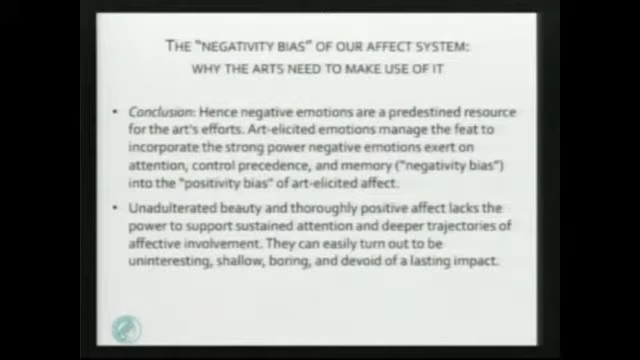 THE "NEGATIVITY BIAS" OF OUR AFFECT SYSTEM:
WHY THE ARTS NEED TO MAKE USE OF IT
• Conclusion: Hence negative emotions are a predestined resource
for the art's efforts. Art-elicited emotions manage the feat to
incorporate the strong power negative emotions exert on
attention, control precedence, and memory ("negativity bias")
into the "positivity bias" of art-elicited affect.
• Unadulterated beauty and thoroughly positive affect lacks the
power to support sustained attention and deeper trajectories of
affective involvement. They can easily turn out to be
uninteresting, shallow, boring, and devoid of a lasting impact.